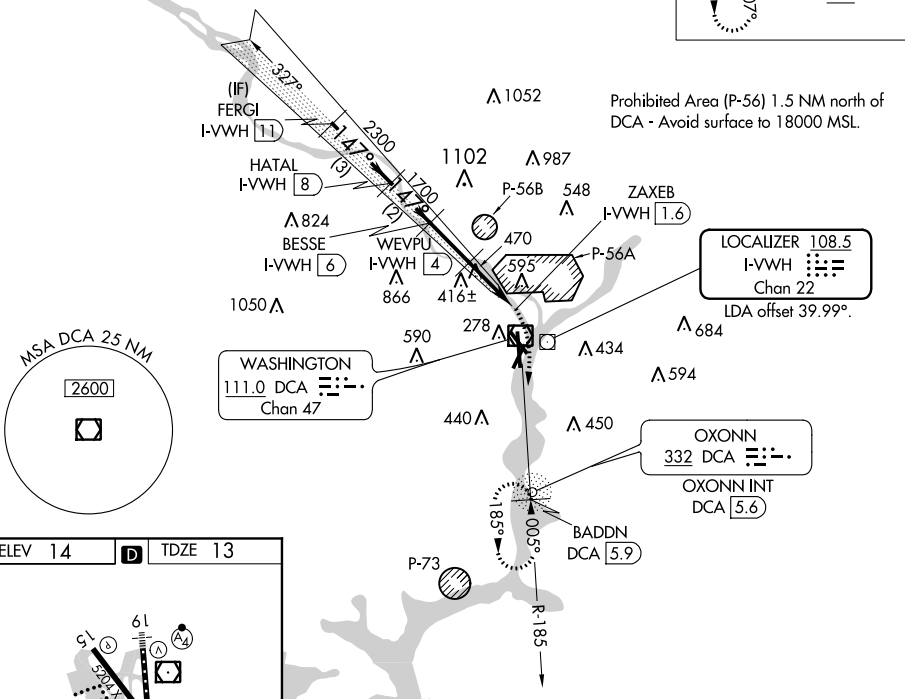 07°
327°
(IF)
FERGI
I-VWH 11
1052
Prohibited Area (P-56) 1.5 NM north of
DCA - Avoid surface to 18000 MSL.
147°
2300
(3)
HATAL
I-VWH 8
1102
987
147°
1700
(2)
P-56B
548
ZAXEB
I-VWH 1.6
824
BESSE
I-VWH 6
WEVPU
I-VWH 4
470
595
P-56A
LOCALIZER 108.5
I-VWH
Chan 22
LDA offset 39.99°.
866
416±
1050
278
684
590
434
MSA DCA 25 NM
2600
WASHINGTON
111.0 DCA
Chan 47
594
440
450
OXONN
332 DCA
OXONN INT
DCA 5.6
185°
005°
BADDN
DCA 5.9
ELEV 14
D
TDZE 13
P-73
R-185
15
P
19
V
A4
5204 X